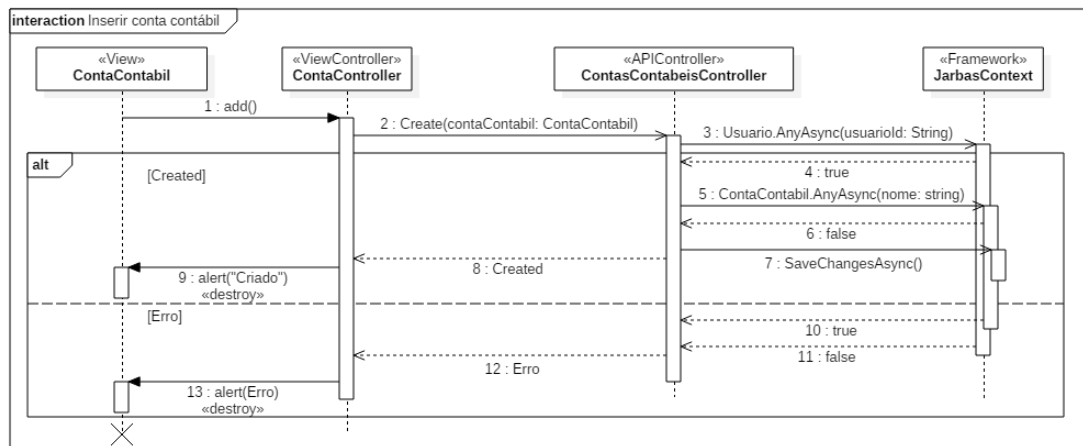 interaction Inserir conta contábil
«View»
ContaContabil
«ViewController»
ContaController
«APIController»
ContasContabeisController
«Framework»
JarbasContext
1 : add()
2 : Create(contaContabil: ContaContabil)
3 : Usuario.AnyAsync(usuarioId: String)
alt
[Created]
4 : true
5 : ContaContabil.AnyAsync(nome: string)
6 : false
7 : SaveChangesAsync()
8 : Created
9 : alert("Criado")
«destroy»
[Erro]
10 : true
11 : false
12 : Erro
13 : alert(Erro)
«destroy»